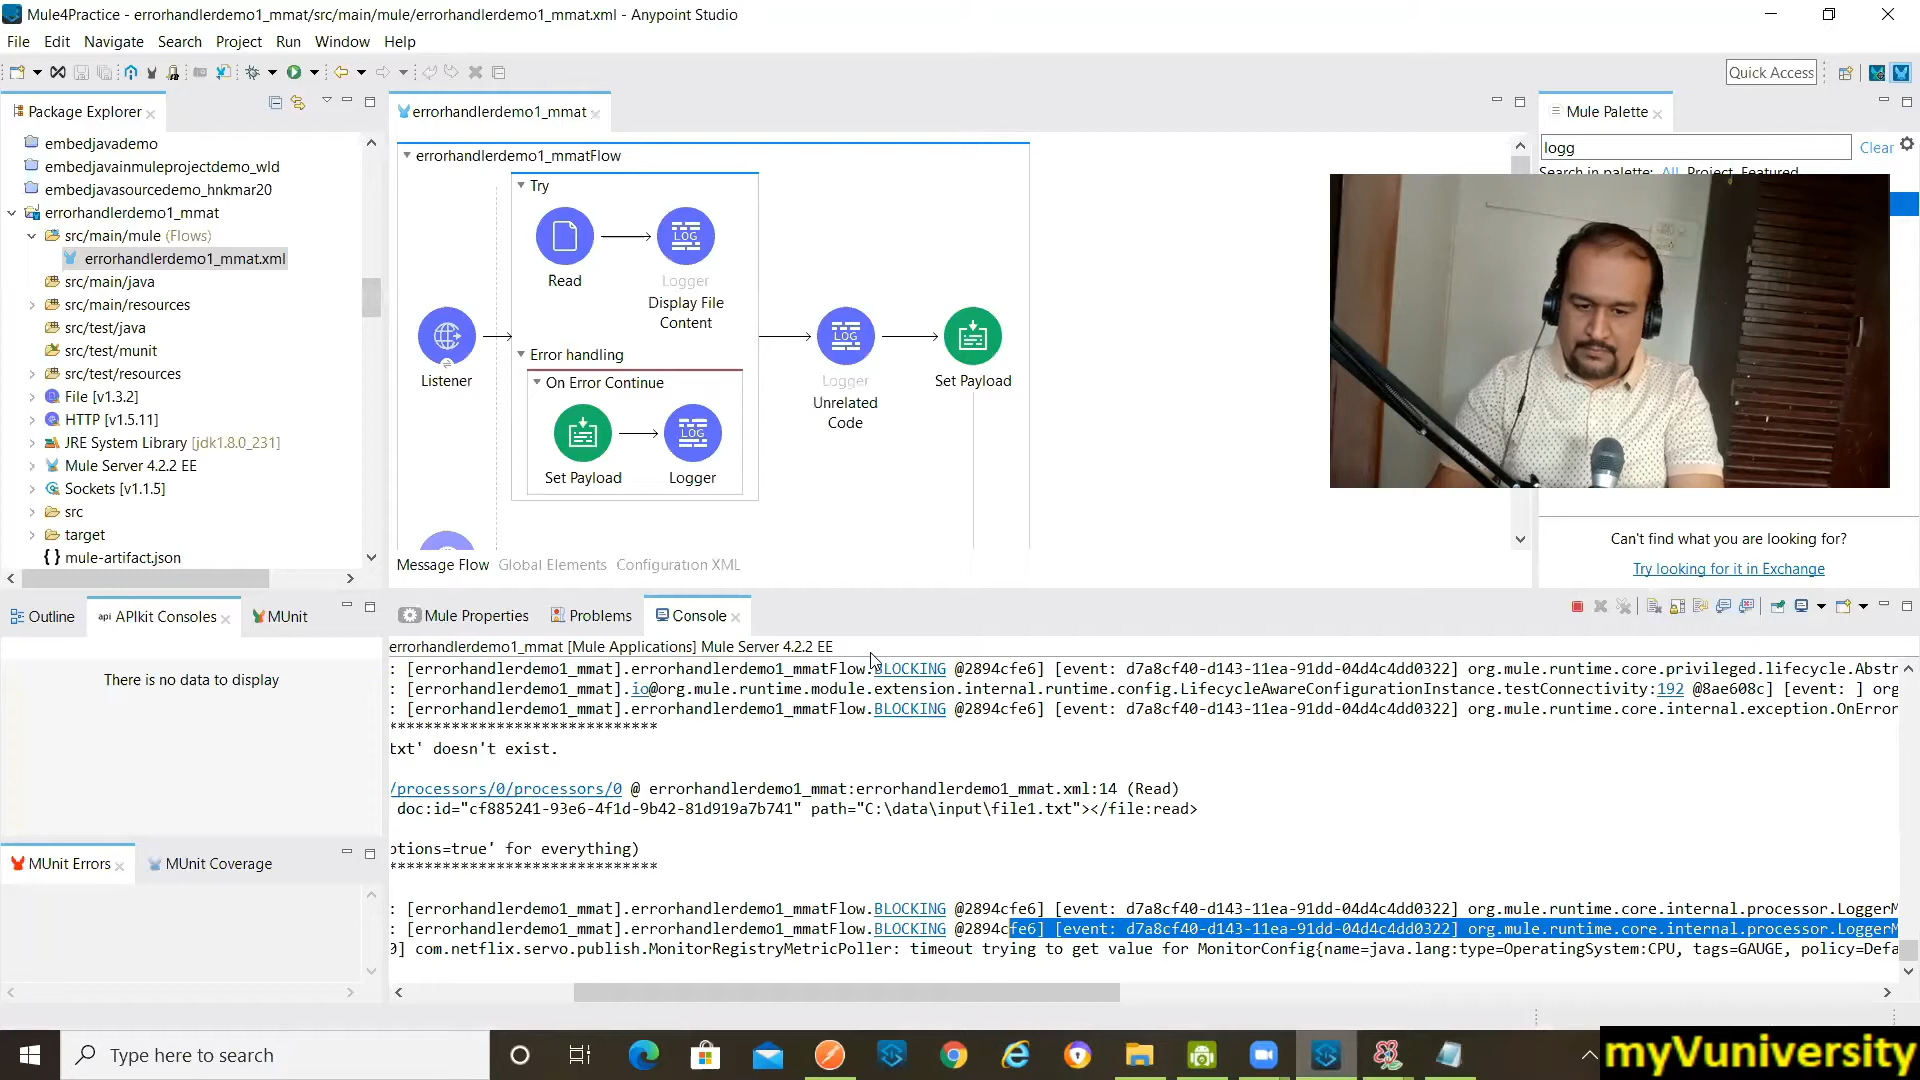 Mule4Practice - errorhandlerdemo1_mmat/src/main/mule/errorhandlerdemo1_mmat.xml - Anypoint Studio
File Edit Navigate Search Project Run Window Help
Quick Access
Package Explorer
embedjavademo
embedjavainmuleprojectdemo_wld
embedjavasourcedemo_hnkmar20
errorhandlerdemo1_mmat
src/main/mule (Flows)
errorhandlerdemo1_mmat.xml
src/main/java
src/main/resources
src/test/java
src/test/munit
src/test/resources
File [v1.3.2]
HTTP [v1.5.11]
JRE System Library [jdk1.8.0_231]
Mule Server 4.2.2 EE
Sockets [v1.1.5]
src
target
mule-artifact.json
errorhandlerdemo1_mmat
errorhandlerdemo1_mmatFlow
Try
LOG
Read
Logger
Display File
Content
Listener
LOG
Logger
Unrelated
Code
Set Payload
Error handling
On Error Continue
LOG
Set Payload
Logger
Message Flow Global Elements Configuration XML
Mule Palette
logg
Clear
Search in palette: All Project Featured
Can't find what you are looking for?
Try looking for it in Exchange
Outline
api APIkit Consoles
MUnit
There is no data to display
MUnit Errors
MUnit Coverage
Mule Properties
Problems
Console
errorhandlerdemo1_mmat [Mule Applications] Mule Server 4.2.2 EE
: [errorhandlerdemo1_mmat].errorhandlerdemo1_mmatFlow.BLOCKING @2894cfe6] [event: d7a8cf40-d143-11ea-91dd-04d4c4dd0322] org.mule.runtime.core.privileged.lifecycle.Abstr
: [errorhandlerdemo1_mmat].io@org.mule.runtime.module.extension.internal.runtime.config.LifecycleAwareConfigurationInstance.testConnectivity:192 @8ae608c] [event: ] org
: [errorhandlerdemo1_mmat].errorhandlerdemo1_mmatFlow.BLOCKING @2894cfe6] [event: d7a8cf40-d143-11ea-91dd-04d4c4dd0322] org.mule.runtime.core.internal.exception.OnError
******************************
txt' doesn't exist.
/processors/0/processors/0 @ errorhandlerdemo1_mmat:errorhandlerdemo1_mmat.xml:14 (Read)
doc:id="cf885241-93e6-4f1d-9b42-81d919a7b741" path="C:\data\input\file1.txt"></file:read>
ptions=true' for everything)
******************************
: [errorhandlerdemo1_mmat].errorhandlerdemo1_mmatFlow.BLOCKING @2894cfe6] [event: d7a8cf40-d143-11ea-91dd-04d4c4dd0322] org.mule.runtime.core.internal.processor.LoggerM
: [errorhandlerdemo1_mmat].errorhandlerdemo1_mmatFlow.BLOCKING @2894cfe6] [event: d7a8cf40-d143-11ea-91dd-04d4c4dd0322] org.mule.runtime.core.internal.processor.LoggerM
0] com.netflix.servo.publish.MonitorRegistryMetricPoller: timeout trying to get value for MonitorConfig{name=java.lang:type=OperatingSystem:CPU, tags=GAUGE, policy=Defa
Type here to search
myVuniversity